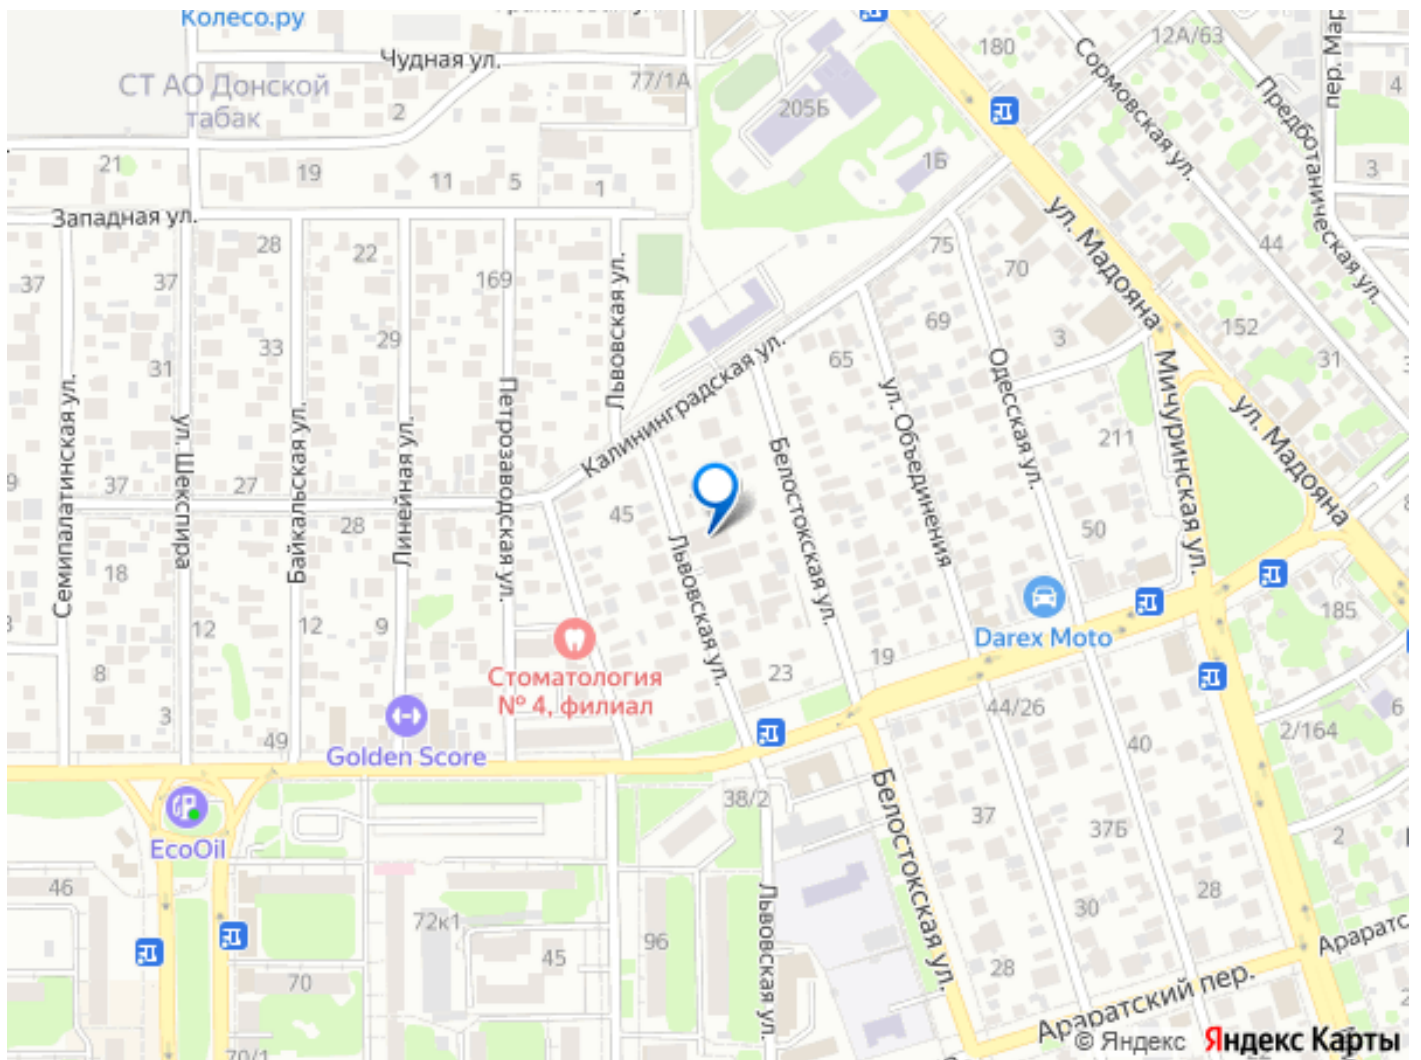 Колесо.ру
Чудная ул.
180
12А/63
Сормовская ул.
Предботаническая ул.
4
СТ АО Донской
табак
2
77/1А
205Б
21
19
11
5
1
1Б
3
Западная ул.
ул. Мадояна
28
22
75
70
44
37
37
169
Львовская ул.
69
3
152
31
33
29
31
65
Калининградская ул.
Одесская ул.
Мичуринская ул.
ул. Мадояна
Семипалатинская ул.
ул. Шекспира
Байкальская ул.
Линейная ул.
Петрозаводская ул.
Белостокская ул.
ул. Объединения
211
37
27
28
45
50
18
Львовская ул.
12
12
9
Darex Moto
185
8
Стоматология
№ 4, филиал
23
19
44/26
6
3
49
Golden Score
40
2/164
EcoOil
38/2
Белостокская ул.
37
37Б
2
46
72к1
96
Львовская ул.
30
28
45
70
28
Араратский пер.
70/1
© Яндекс Яндекс Карты